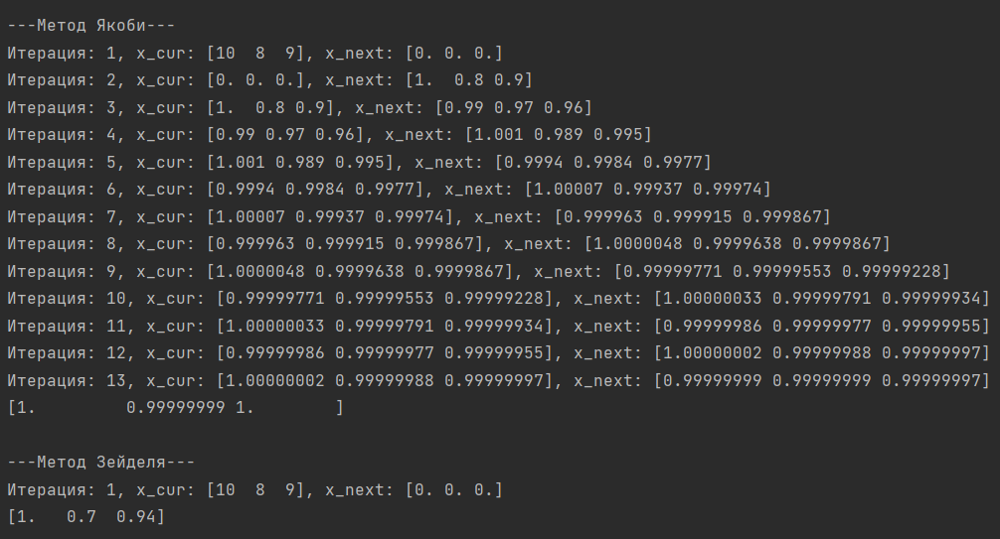 ---Метод Якоби---
Итерация: 1, x_cur: [10  8  9], x_next: [0. 0. 0.]
Итерация: 2, x_cur: [0. 0. 0.], x_next: [1.  0.8 0.9]
Итерация: 3, x_cur: [1.  0.8 0.9], x_next: [0.99 0.97 0.96]
Итерация: 4, x_cur: [0.99 0.97 0.96], x_next: [1.001 0.989 0.995]
Итерация: 5, x_cur: [1.001 0.989 0.995], x_next: [0.9994 0.9984 0.9977]
Итерация: 6, x_cur: [0.9994 0.9984 0.9977], x_next: [1.00007 0.99937 0.99974]
Итерация: 7, x_cur: [1.00007 0.99937 0.99974], x_next: [0.999963 0.999915 0.999867]
Итерация: 8, x_cur: [0.999963 0.999915 0.999867], x_next: [1.0000048 0.9999638 0.9999867]
Итерация: 9, x_cur: [1.0000048 0.9999638 0.9999867], x_next: [0.99999771 0.99999553 0.99999228]
Итерация: 10, x_cur: [0.99999771 0.99999553 0.99999228], x_next: [1.00000033 0.99999791 0.99999934]
Итерация: 11, x_cur: [1.00000033 0.99999791 0.99999934], x_next: [0.99999986 0.99999977 0.99999955]
Итерация: 12, x_cur: [0.99999986 0.99999977 0.99999955], x_next: [1.00000002 0.99999988 0.99999997]
Итерация: 13, x_cur: [1.00000002 0.99999988 0.99999997], x_next: [0.99999999 0.99999999 0.99999997]
[1.         0.99999999 1.        ]
---Метод Зейделя---
Итерация: 1, x_cur: [10  8  9], x_next: [0. 0. 0.]
[1.   0.7  0.94]